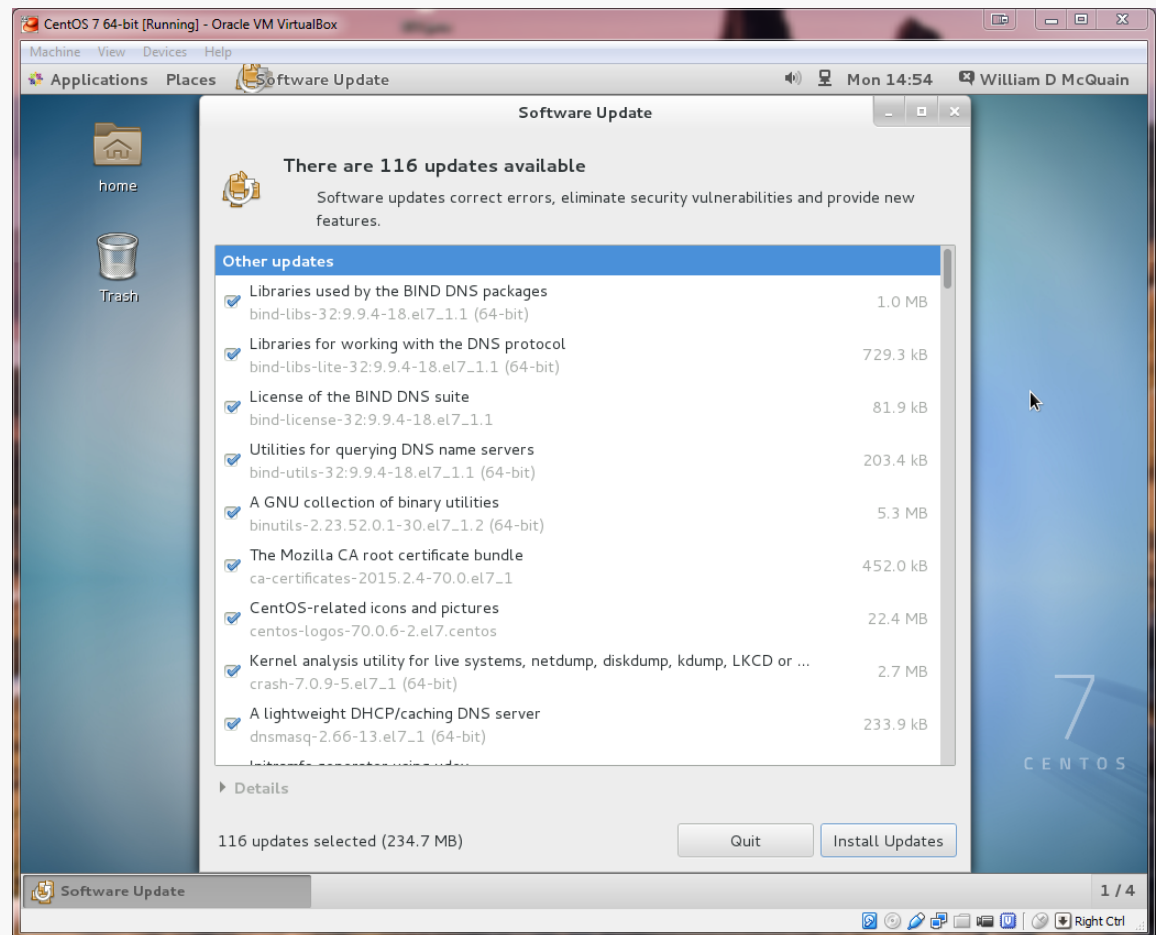 CentOS 7 64-bit [Running] - Oracle VM VirtualBox
Machine View Devices Help
Applications Places Software Update Mon 14:54 William D McQuain
home
Trash
Software Update
There are 116 updates available
Software updates correct errors, eliminate security vulnerabilities and provide new
features.
Other updates
Libraries used by the BIND DNS packages
bind-libs-32:9.9.4-18.el7_1.1 (64-bit) 1.0 MB
Libraries for working with the DNS protocol
bind-libs-lite-32:9.9.4-18.el7_1.1 (64-bit) 729.3 kB
License of the BIND DNS suite
bind-license-32:9.9.4-18.el7_1.1 81.9 kB
Utilities for querying DNS name servers
bind-utils-32:9.9.4-18.el7_1.1 (64-bit) 203.4 kB
A GNU collection of binary utilities
binutils-2.23.52.0.1-30.el7_1.2 (64-bit) 5.3 MB
The Mozilla CA root certificate bundle
ca-certificates-2015.2.4-70.0.el7_1 452.0 kB
CentOS-related icons and pictures
centos-logos-70.0.6-2.el7.centos 22.4 MB
Kernel analysis utility for live systems, netdump, diskdump, kdump, LKCD or ...
crash-7.0.9-5.el7_1 (64-bit) 2.7 MB
A lightweight DHCP/caching DNS server
dnsmasq-2.66-13.el7_1 (64-bit) 233.9 kB
Details
116 updates selected (234.7 MB)
Quit
Install Updates
7
CENTOS
Software Update
1 / 4
Right Ctrl